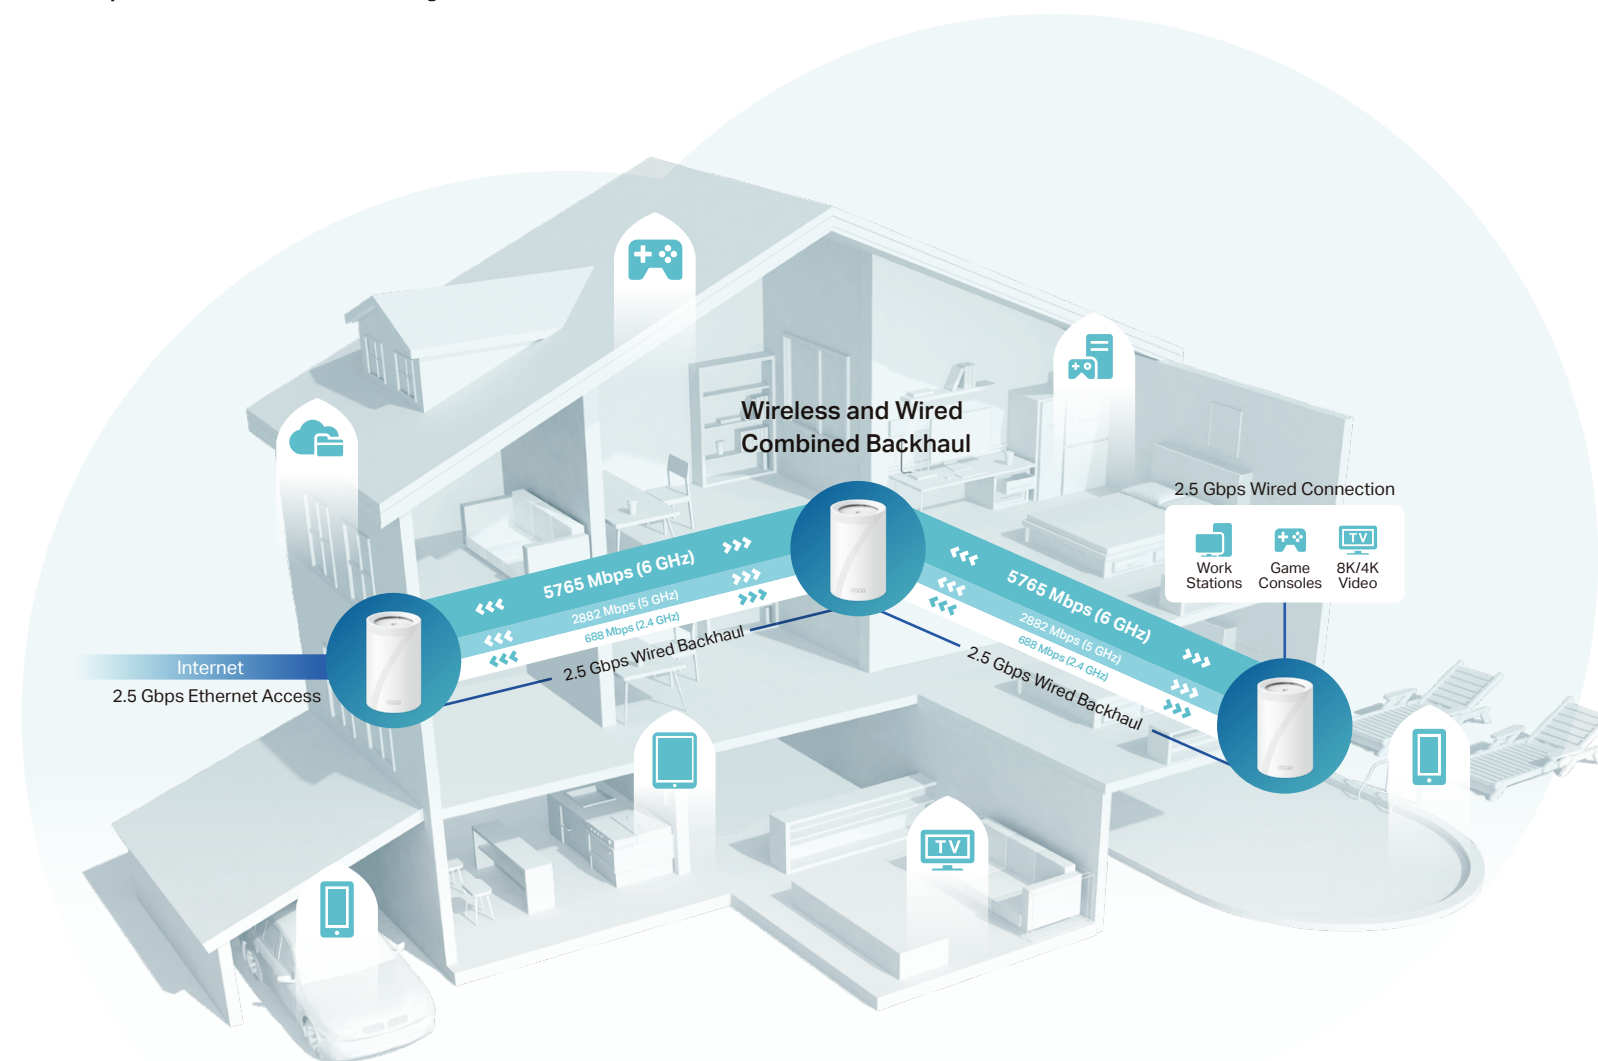 Wireless and Wired
Combined Backhaul
2.5 Gbps Wired Connection
TV
Work
Stations
Game
Consoles
8K/4K
Video
5765 Mbps (6 GHz)
2882 Mbps (5 GHz)
688 Mbps (2.4 GHz)
2.5 Gbps Wired Backhaul
5765 Mbps (6 GHz)
2882 Mbps (5 GHz)
688 Mbps (2.4 GHz)
2.5 Gbps Wired Backhaul
Internet
2.5 Gbps Ethernet Access
deco
deco
deco
TV